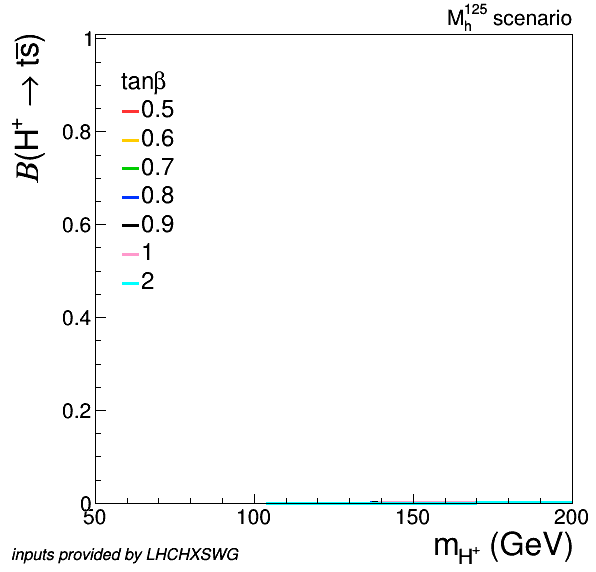 M_h^125 scenario
B(H⁺ → ts̅)
1
0.8
0.6
0.4
0.2
0
tanβ
0.5
0.6
0.7
0.8
0.9
1
2
50 100 150 200
m_H⁺ (GeV)
inputs provided by LHCHXSWG